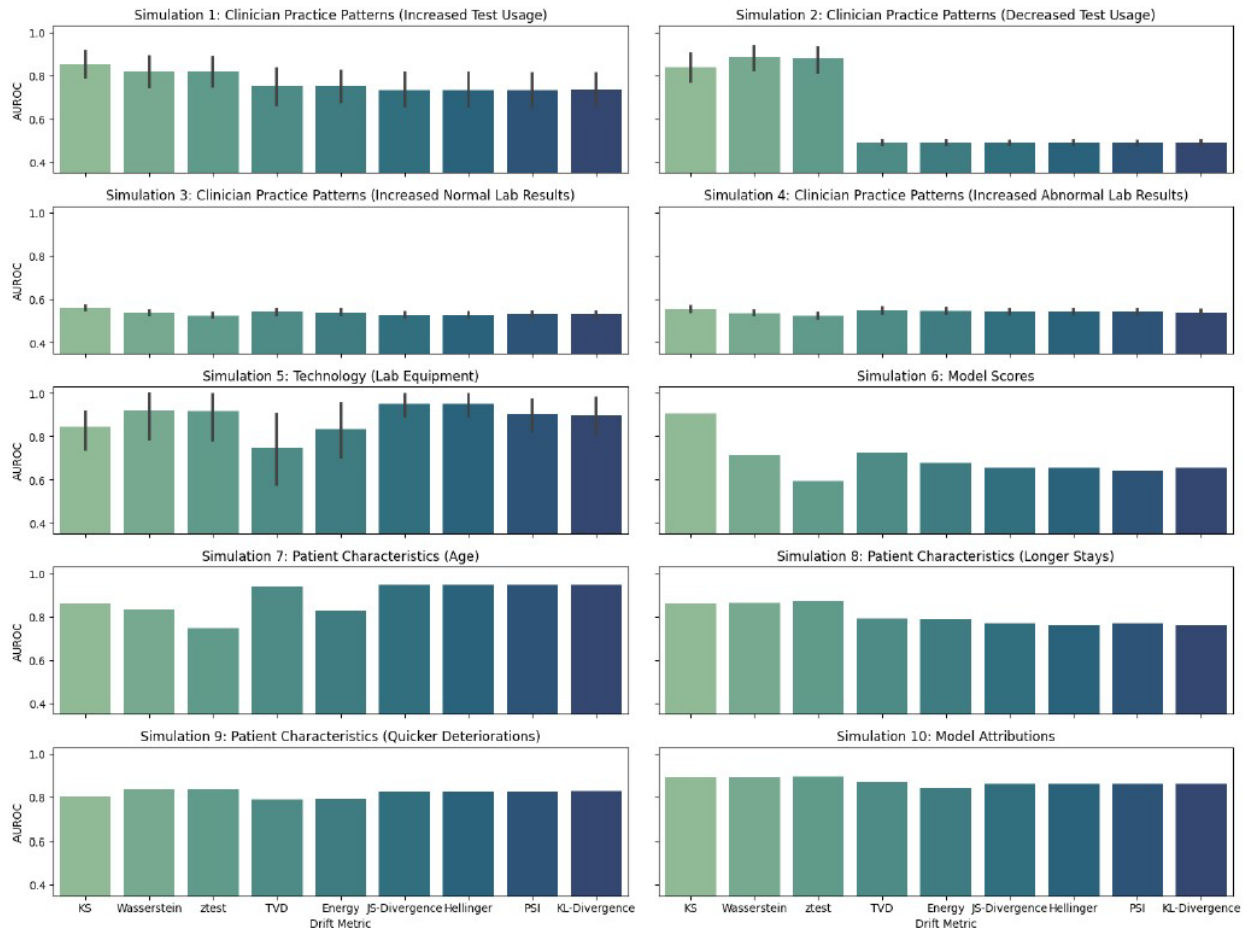 Simulation 1: Clinician Practice Patterns (Increased Test Usage)
Simulation 2: Clinician Practice Patterns (Decreased Test Usage)
1.0
0.8
0.6
0.4
AUROC
Simulation 3: Clinician Practice Patterns (Increased Normal Lab Results)
Simulation 4: Clinician Practice Patterns (Increased Abnormal Lab Results)
1.0
0.8
0.6
0.4
AUROC
Simulation 5: Technology (Lab Equipment)
Simulation 6: Model Scores
1.0
0.8
0.6
0.4
AUROC
Simulation 7: Patient Characteristics (Age)
Simulation 8: Patient Characteristics (Longer Stays)
1.0
0.8
0.6
0.4
AUROC
Simulation 9: Patient Characteristics (Quicker Deteriorations)
Simulation 10: Model Attributions
1.0
0.8
0.6
0.4
AUROC
KS Wasserstein ztest TVD Energy JS-Divergence Hellinger PSI KL-Divergence
Drift Metric
KS Wasserstein ztest TVD Energy JS-Divergence Hellinger PSI KL-Divergence
Drift Metric